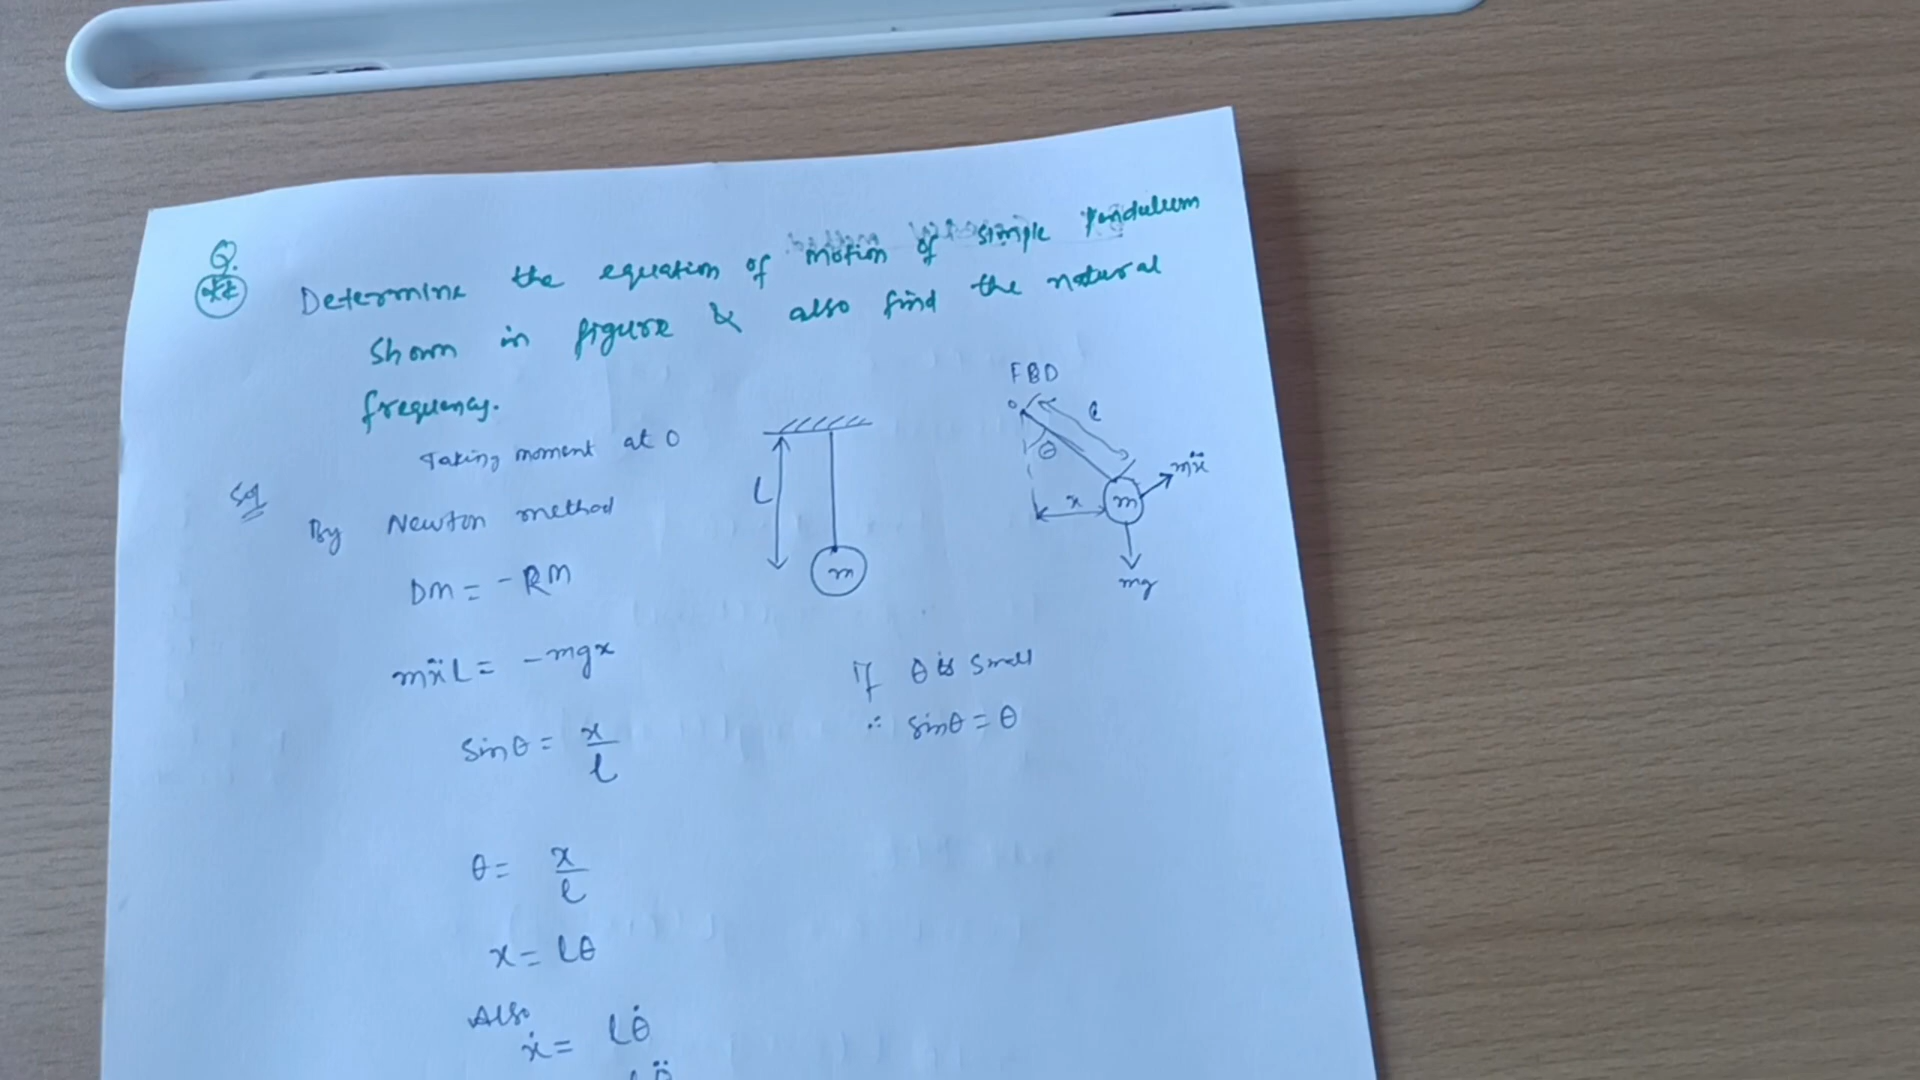 Q.
Determine the equation of motion of simple pendulum
shown in figure & also find the natural
frequency.
FBD
Taking moment at O
Sol
By Newton method
DM = - RM
mẍL = - mgx
Sinθ = x/l
θ = x/l
x = lθ
Also
ẋ = lθ̇
L
m
O
l
θ
x
m
mẍ
mg
If θ is small
∴ sinθ = θ